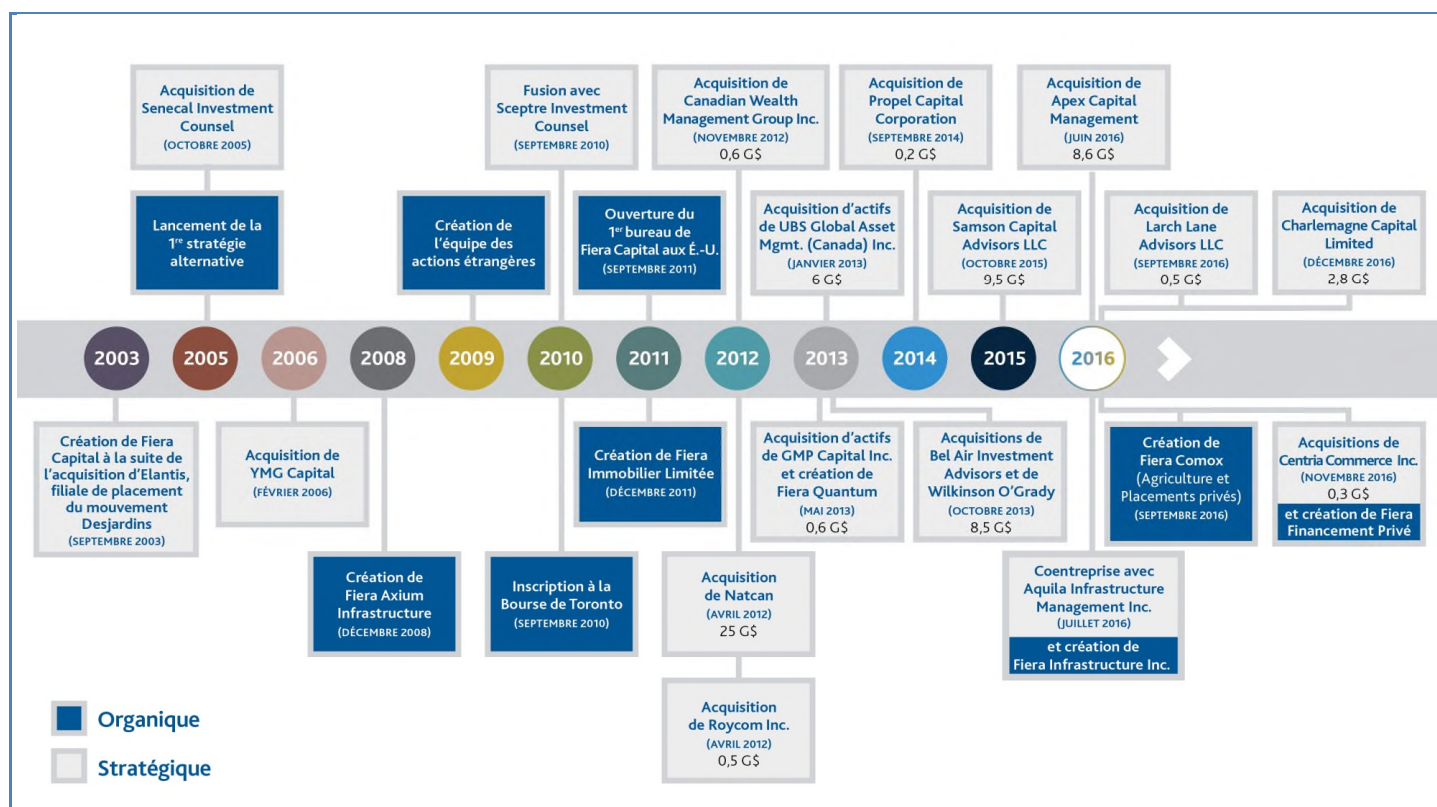 Acquisition de
Senecal Investment
Counsel
(OCTOBRE 2005)
Fusion avec
Sceptre Investment
Counsel
(SEPTEMBRE 2010)
Acquisition de
Canadian Wealth
Management Group Inc.
(NOVEMBRE 2012)
0,6 G$
Acquisition de
Propel Capital
Corporation
(SEPTEMBRE 2014)
0,2 G$
Acquisition de
Apex Capital
Management
(JUIN 2016)
8,6 G$
Lancement de la
1re stratégie
alternative
Création de
l'équipe des
actions étrangères
Ouverture du
1er bureau de
Fiera Capital aux É.-U.
(SEPTEMBRE 2011)
Acquisition d'actifs
de UBS Global Asset
Mgmt. (Canada) Inc.
(JANVIER 2013)
6 G$
Acquisition de
Samson Capital
Advisors LLC
(OCTOBRE 2015)
9,5 G$
Acquisition de
Larch Lane
Advisors LLC
(SEPTEMBRE 2016)
0,5 G$
Acquisition de
Charlemagne Capital
Limited
(DÉCEMBRE 2016)
2,8 G$
2003 2005 2006 2008 2009 2010 2011 2012 2013 2014 2015 2016
Création de Fiera
Capital à la suite de
l'acquisition d'Elantis,
filiale de placement
du mouvement
Desjardins
(SEPTEMBRE 2003)
Acquisition de
YMG Capital
(FÉVRIER 2006)
Création de Fiera
Immobilier Limitée
(DÉCEMBRE 2011)
Acquisition d'actifs
de GMP Capital Inc.
et création de
Fiera Quantum
(MAI 2013)
0,6 G$
Acquisitions de
Bel Air Investment
Advisors et de
Wilkinson O'Grady
(OCTOBRE 2013)
8,5 G$
Création de
Fiera Comox
(Agriculture et
Placements privés)
(SEPTEMBRE 2016)
Acquisitions de
Centria Commerce Inc.
(NOVEMBRE 2016)
0,3 G$
et création de Fiera
Financement Privé
Création de
Fiera Axium
Infrastructure
(DÉCEMBRE 2008)
Inscription à la
Bourse de Toronto
(SEPTEMBRE 2010)
Acquisition
de Natcan
(AVRIL 2012)
25 G$
Coentreprise avec
Aquila Infrastructure
Management Inc.
(JUILLET 2016)
et création de
Fiera Infrastructure Inc.
Acquisition
de Roycom Inc.
(AVRIL 2012)
0,5 G$
Organique
Stratégique